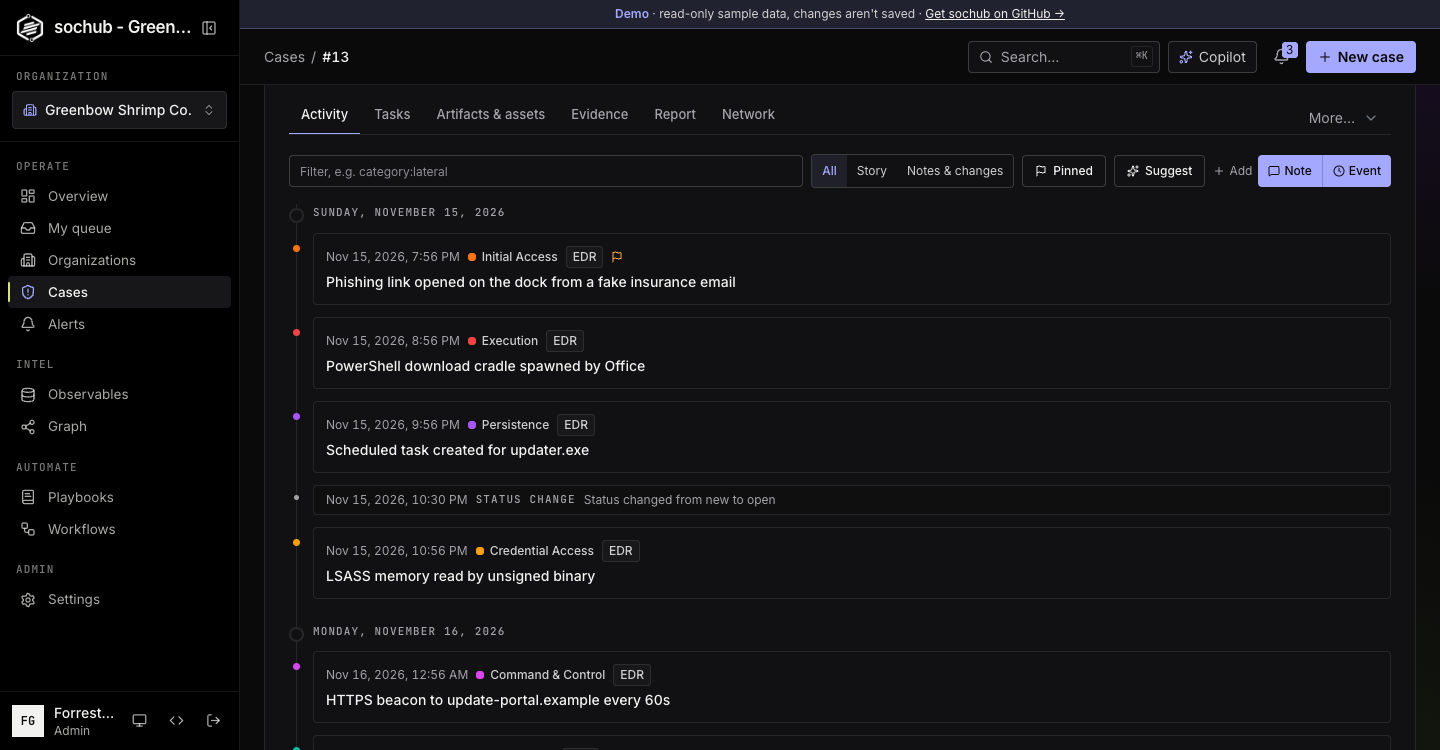 sochub - Green...
Demo · read-only sample data, changes aren't saved · Get sochub on GitHub →
Cases / #13
Search... ⌘K
Copilot
3
+ New case
ORGANIZATION
Greenbow Shrimp Co.
OPERATE
Overview
My queue
Organizations
Cases
Alerts
INTEL
Observables
Graph
AUTOMATE
Playbooks
Workflows
ADMIN
Settings
FG
Forrest...
Admin
Activity Tasks Artifacts & assets Evidence Report Network More...
Filter, e.g. category:lateral
All Story Notes & changes Pinned Suggest + Add Note Event
SUNDAY, NOVEMBER 15, 2026
Nov 15, 2026, 7:56 PM Initial Access EDR
Phishing link opened on the dock from a fake insurance email
Nov 15, 2026, 8:56 PM Execution EDR
PowerShell download cradle spawned by Office
Nov 15, 2026, 9:56 PM Persistence EDR
Scheduled task created for updater.exe
Nov 15, 2026, 10:30 PM STATUS CHANGE Status changed from new to open
Nov 15, 2026, 10:56 PM Credential Access EDR
LSASS memory read by unsigned binary
MONDAY, NOVEMBER 16, 2026
Nov 16, 2026, 12:56 AM Command & Control EDR
HTTPS beacon to update-portal.example every 60s